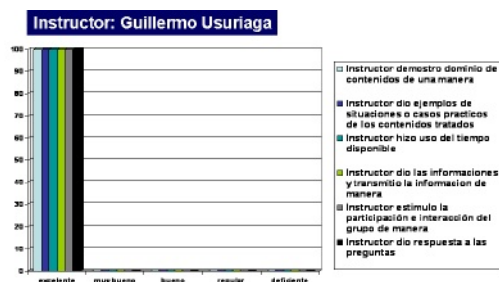 Instructor: Guillermo Usuriaga
100
90
80
70
60
50
40
30
20
10
0
excelente muy bueno bueno regular deficiente
Instructor demostro dominio de
contenidos de una manera
Instructor dio ejemplos de
situaciones o casos practicos
de los contenidos tratados
Instructor hizo uso del tiempo
disponible
Instructor dio las informaciones
y transmitio la informacion de
manera
Instructor estimulo la
participación e interacción del
grupo de manera
Instructor dio respuesta a las
preguntas